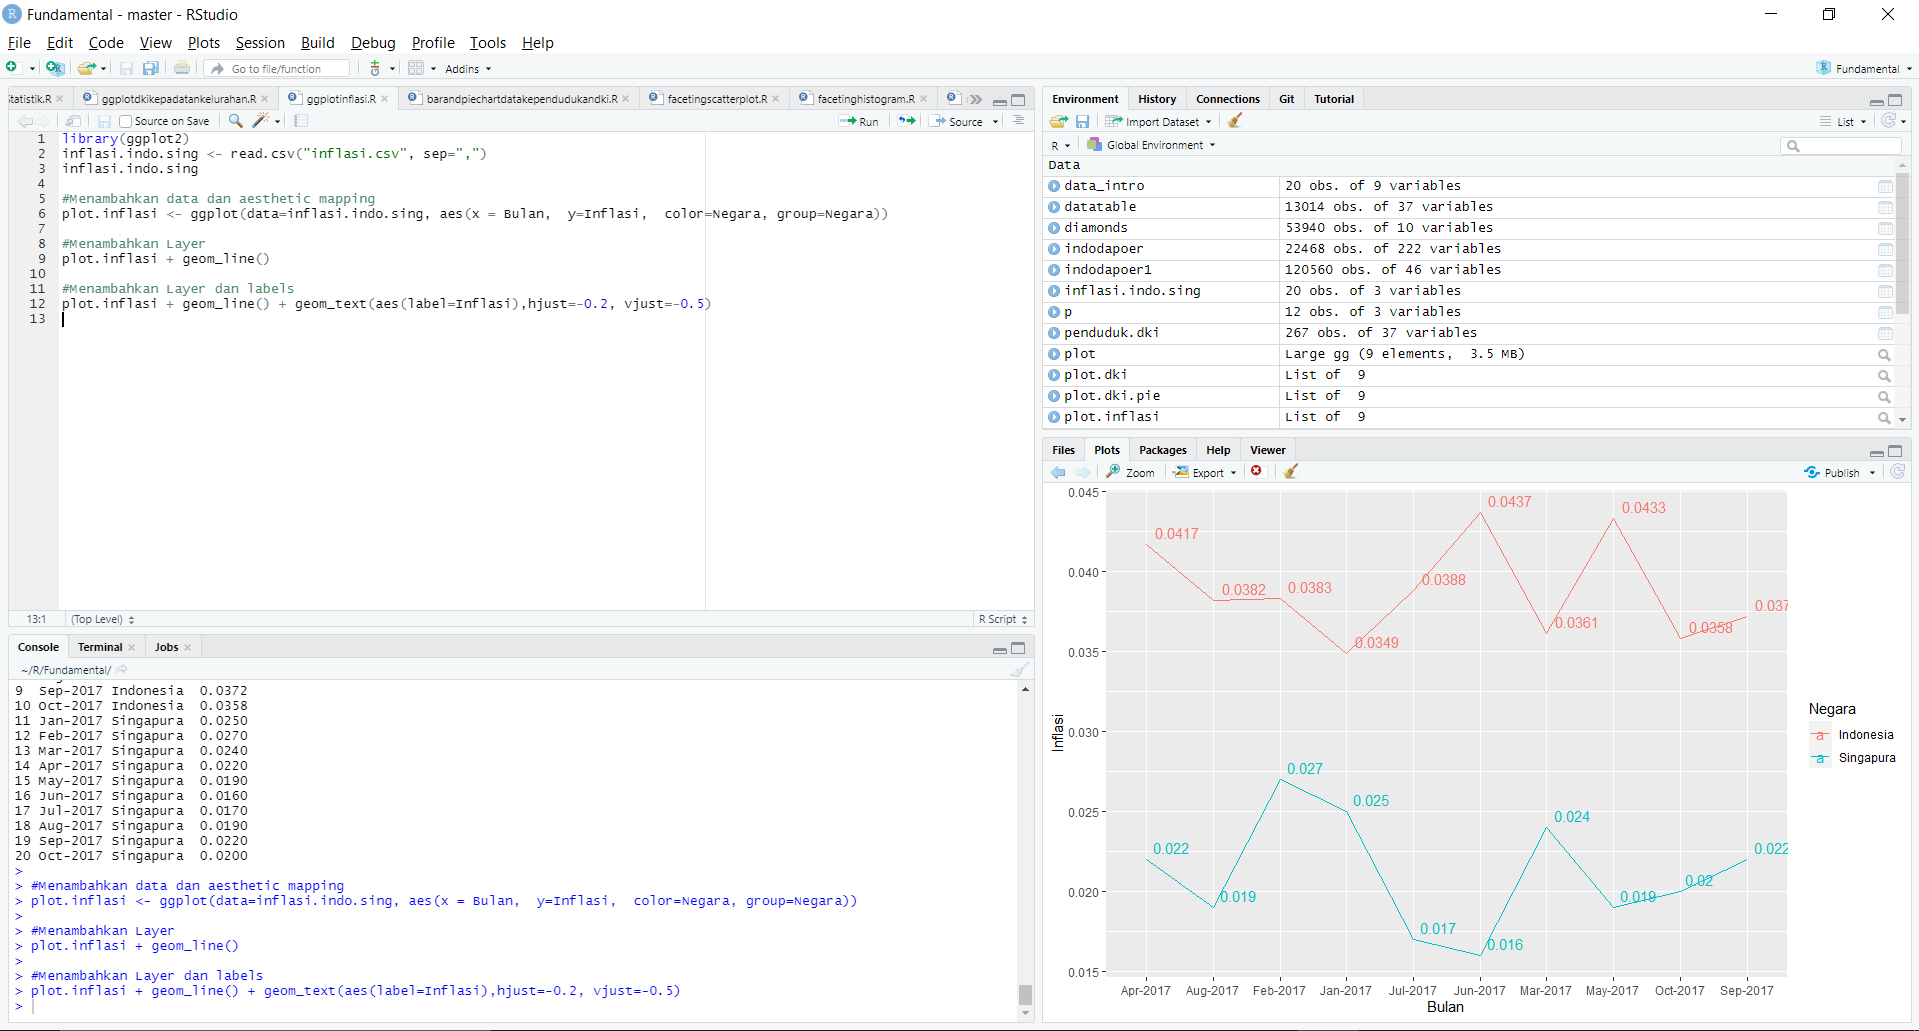 Fundamental - master - RStudio
File Edit Code View Plots Session Build Debug Profile Tools Help
Go to file/function Addins Fundamental
tatistik.R ggplotdkikepadatankelurahan.R ggplotinflasi.R barandpiechartdatakependudukandki.R facetingscatterplot.R facetinghistogram.R
Source on Save Run Source
1 library(ggplot2)
2 inflasi.indo.sing <- read.csv("inflasi.csv", sep=",")
3 inflasi.indo.sing
4
5 #Menambahkan data dan aesthetic mapping
6 plot.inflasi <- ggplot(data=inflasi.indo.sing, aes(x = Bulan,  y=Inflasi,  color=Negara, group=Negara))
7
8 #Menambahkan Layer
9 plot.inflasi + geom_line()
10
11 #Menambahkan Layer dan labels
12 plot.inflasi + geom_line() + geom_text(aes(label=Inflasi),hjust=-0.2, vjust=-0.5)
13
13:1 (Top Level) R Script
Console Terminal Jobs
~/R/Fundamental/
9 Sep-2017 Indonesia 0.0372
10 Oct-2017 Indonesia 0.0358
11 Jan-2017 Singapura 0.0250
12 Feb-2017 Singapura 0.0270
13 Mar-2017 Singapura 0.0240
14 Apr-2017 Singapura 0.0220
15 May-2017 Singapura 0.0190
16 Jun-2017 Singapura 0.0160
17 Jul-2017 Singapura 0.0170
18 Aug-2017 Singapura 0.0190
19 Sep-2017 Singapura 0.0220
20 Oct-2017 Singapura 0.0200
>
> #Menambahkan data dan aesthetic mapping
> plot.inflasi <- ggplot(data=inflasi.indo.sing, aes(x = Bulan,  y=Inflasi,  color=Negara, group=Negara))
>
> #Menambahkan Layer
> plot.inflasi + geom_line()
>
> #Menambahkan Layer dan labels
> plot.inflasi + geom_line() + geom_text(aes(label=Inflasi),hjust=-0.2, vjust=-0.5)
>
Environment History Connections Git Tutorial
Import Dataset List
R Global Environment
Data
data_intro 20 obs. of 9 variables
datatable 13014 obs. of 37 variables
diamonds 53940 obs. of 10 variables
indodapoer 22468 obs. of 222 variables
indodapoer1 120560 obs. of 46 variables
inflasi.indo.sing 20 obs. of 3 variables
p 12 obs. of 3 variables
penduduk.dki 267 obs. of 37 variables
plot Large gg (9 elements, 3.5 MB)
plot.dki List of 9
plot.dki.pie List of 9
plot.inflasi List of 9
Files Plots Packages Help Viewer
Zoom Export Publish
0.045
0.040
0.035
0.030
0.025
0.020
0.015
Inflasi
0.0417 0.0382 0.0383 0.0349 0.0388 0.0437 0.0361 0.0433 0.0358 0.037
0.022 0.019 0.027 0.025 0.017 0.016 0.024 0.019 0.02 0.022
Apr-2017 Aug-2017 Feb-2017 Jan-2017 Jul-2017 Jun-2017 Mar-2017 May-2017 Oct-2017 Sep-2017
Bulan
Negara
a Indonesia
a Singapura